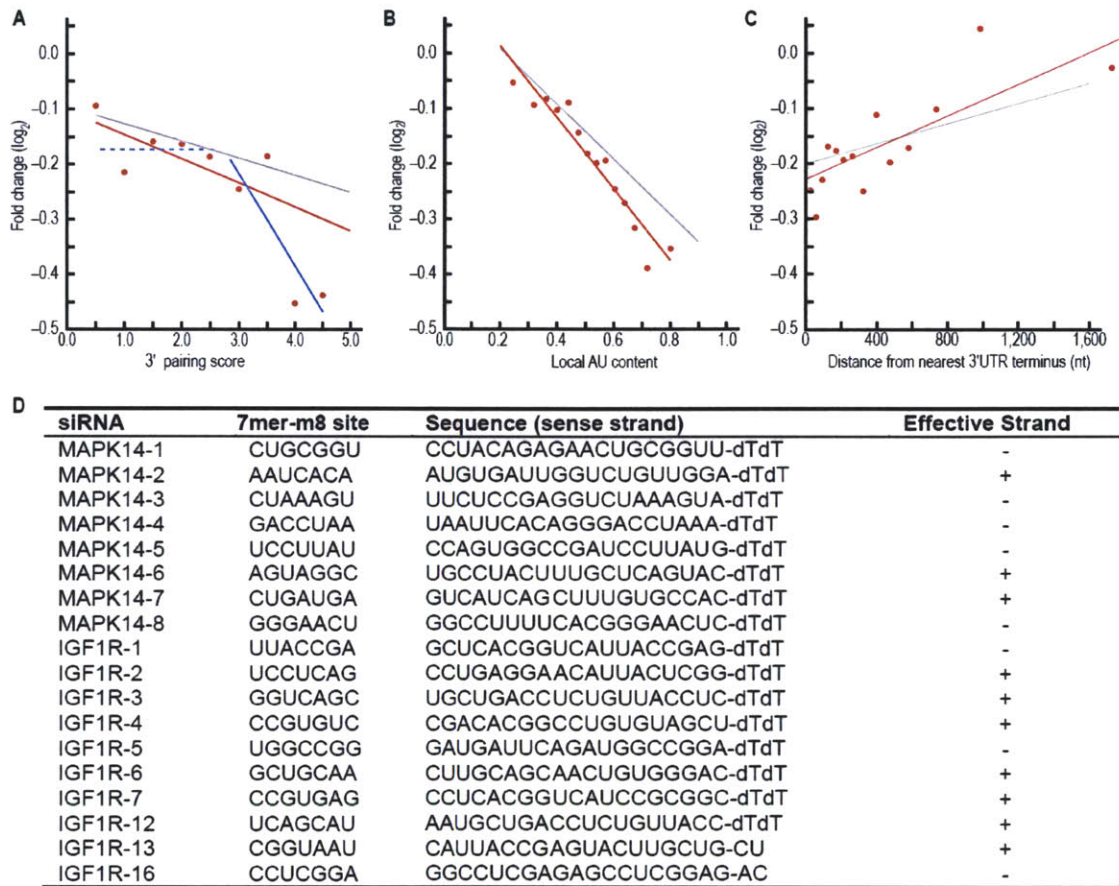 A
Fold change (log2)
0.0
–0.1
–0.2
–0.3
–0.4
–0.5
0.0 1.0 2.0 3.0 4.0 5.0
3' pairing score
B
Fold change (log2)
0.0
–0.1
–0.2
–0.3
–0.4
–0.5
0.0 0.2 0.4 0.6 0.8 1.0
Local AU content
C
Fold change (log2)
0.0
–0.1
–0.2
–0.3
–0.4
–0.5
0 400 800 1,200 1,600
Distance from nearest 3'UTR terminus (nt)
D
siRNA 7mer-m8 site Sequence (sense strand) Effective Strand
MAPK14-1 CUGCGGU CCUACAGAGAACUGCGGUU-dTdT -
MAPK14-2 AAUCACA AUGUGAUUGGUCUGUUGGA-dTdT +
MAPK14-3 CUAAAGU UUCUCCGAGGUCUAAAGUA-dTdT -
MAPK14-4 GACCUAA UAAUUCACAGGGACCUAAA-dTdT -
MAPK14-5 UCCUUAU CCAGUGGCCGAUCCUUAUG-dTdT -
MAPK14-6 AGUAGGC UGCCUACUUUGCUCAGUAC-dTdT +
MAPK14-7 CUGAUGA GUCAUCAGCUUUGUGCCAC-dTdT +
MAPK14-8 GGGAACU GGCCUUUUCACGGGAACUC-dTdT -
IGF1R-1 UUACCGA GCUCACGGUCAUUACCGAG-dTdT -
IGF1R-2 UCCUCAG CCUGAGGAACAUUACUCGG-dTdT +
IGF1R-3 GGUCAGC UGCUGACCUCUGUUACCUC-dTdT +
IGF1R-4 CCGUGUC CGACACGGCCUGUGUAGCU-dTdT +
IGF1R-5 UGGCCGG GAUGAUUCAGAUGGCCGGA-dTdT -
IGF1R-6 GCUGCAA CUUGCAGCAACUGUGGGAC-dTdT +
IGF1R-7 CCGUGAG CCUCACGGUCAUCCGCGGC-dTdT +
IGF1R-12 UCAGCAU AAUGCUGACCUCUGUUACC-dTdT +
IGF1R-13 CGGUAAU CAUUACCGAGUACUUGCUG-CU +
IGF1R-16 CCUCGGA GGCCUCGAGAGCCUCGGAG-AC -